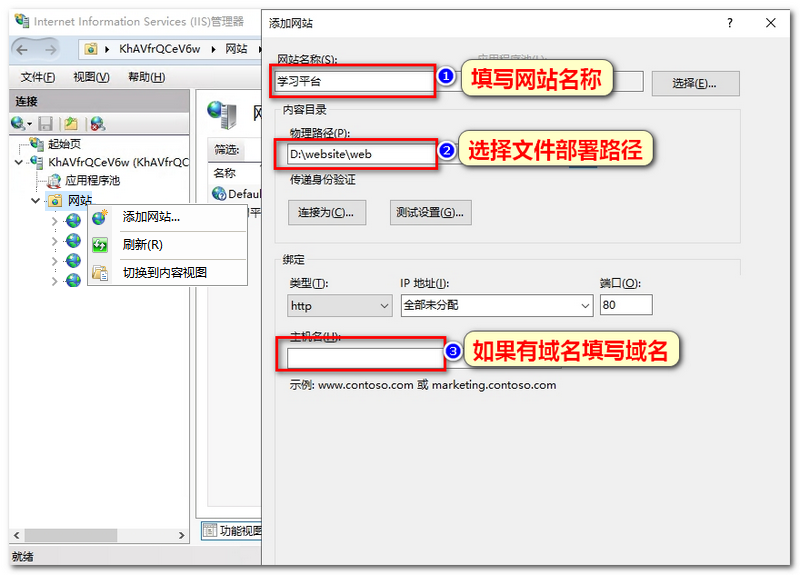 Internet Information Services (IIS)管理器
KhAVfrQCeV6w
网站
文件(F)
视图(V)
帮助(H)
连接
起始页
KhAVfrQCeV6w (KhAVfrQC
应用程序池
网站
添加网站...
刷新(R)
切换到内容视图
筛选:
名称
Defau
功能视图
就绪
添加网站
?
网站名称(S):
应用程序池(L):
学习平台
1
填写网站名称
选择(E)...
内容目录
物理路径(P):
D:\website\web
2
选择文件部署路径
传递身份验证
连接为(C)...
测试设置(G)...
绑定
类型(T):
IP 地址(I):
端口(O):
http
全部未分配
80
主机名(H):
3
如果有域名填写域名
示例: www.contoso.com 或 marketing.contoso.com